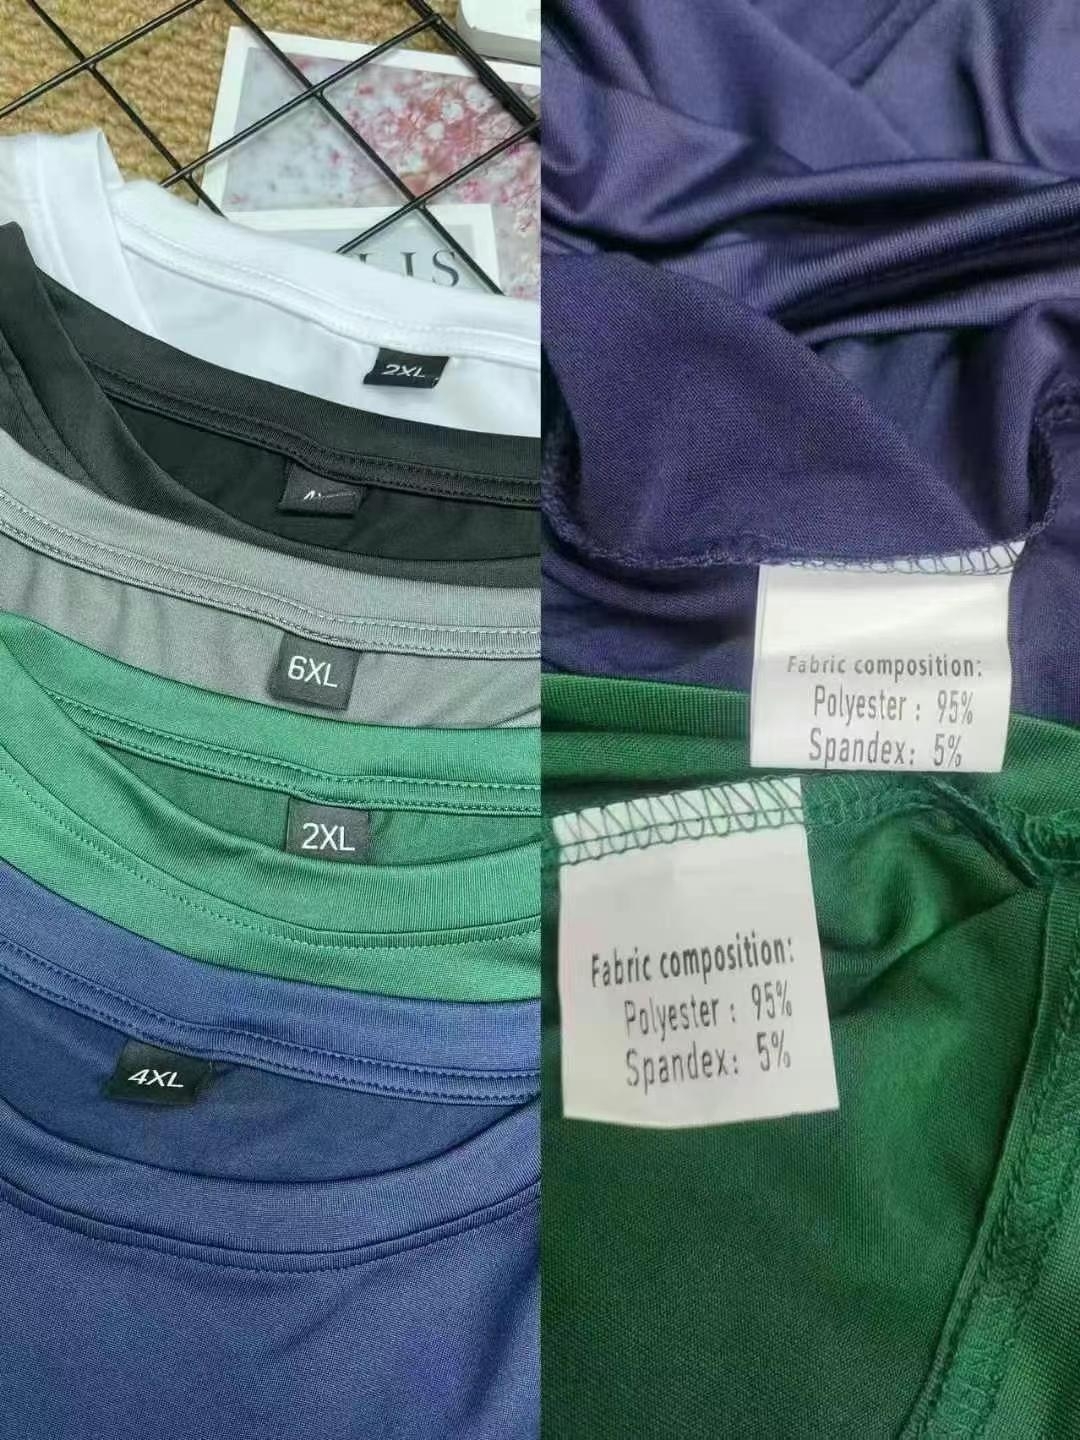 LIS
2XL
6XL
2XL
4XL
Fabric composition:
Polyester : 95%
Spandex: 5%
Fabric composition:
Polyester : 95%
Spandex: 5%